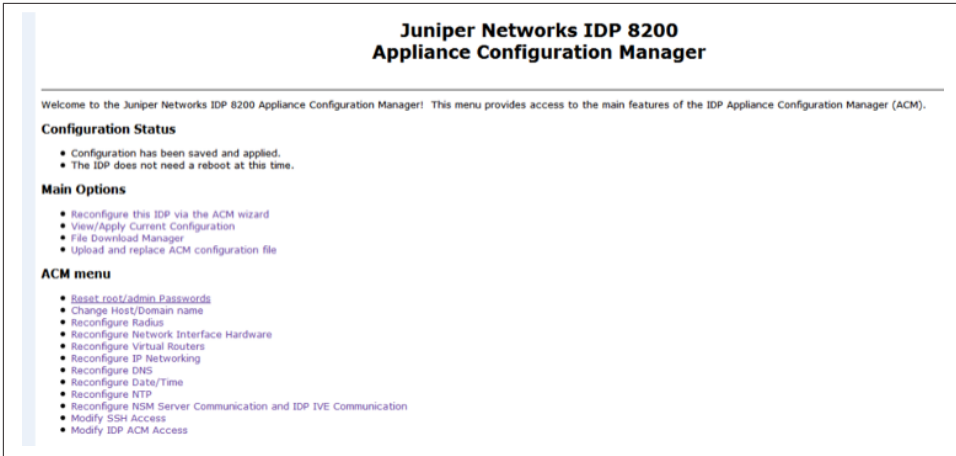 Juniper Networks IDP 8200
Appliance Configuration Manager
Welcome to the Juniper Networks IDP 8200 Appliance Configuration Manager! This menu provides access to the main features of the IDP Appliance Configuration Manager (ACM).
Configuration Status
• Configuration has been saved and applied.
• The IDP does not need a reboot at this time.
Main Options
• Reconfigure this IDP via the ACM wizard
• View/Apply Current Configuration
• File Download Manager
• Upload and replace ACM configuration file
ACM menu
• Reset root/admin Passwords
• Change Host/Domain name
• Reconfigure Radius
• Reconfigure Network Interface Hardware
• Reconfigure Virtual Routers
• Reconfigure IP Networking
• Reconfigure DNS
• Reconfigure Date/Time
• Reconfigure NTP
• Reconfigure NSM Server Communication and IDP IVE Communication
• Modify SSH Access
• Modify IDP ACM Access